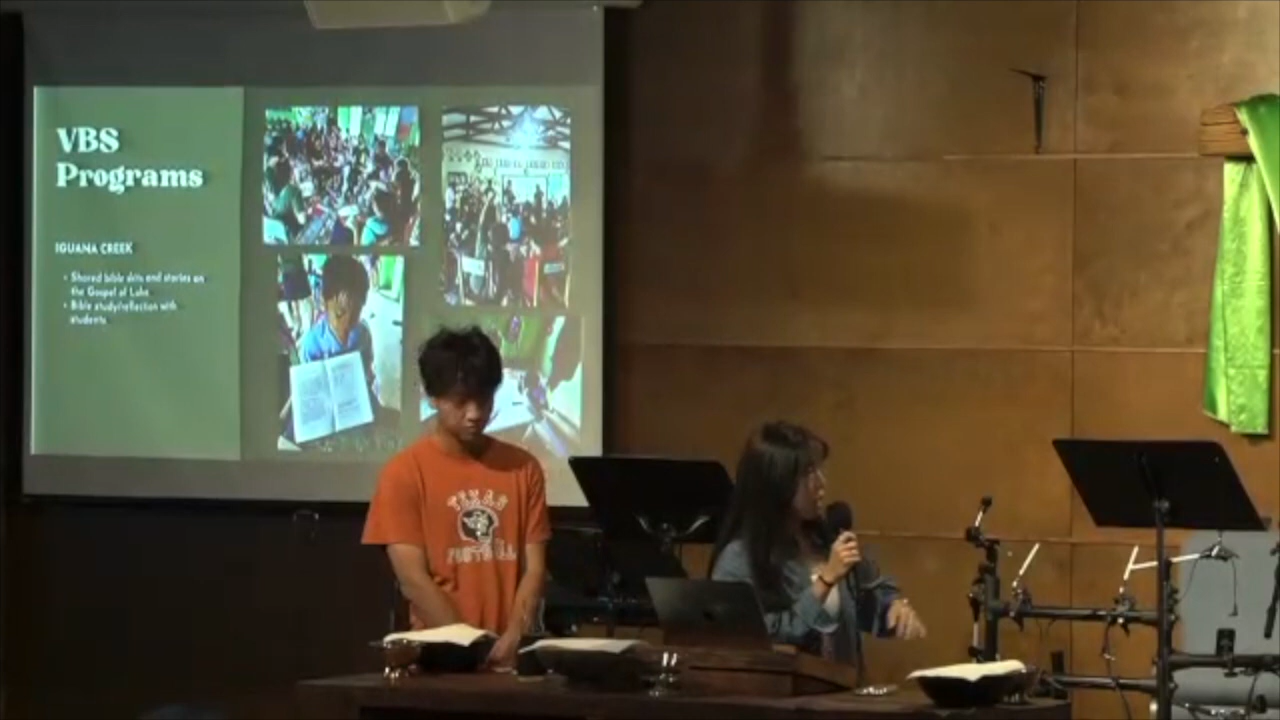 VBS
Programs
IGUANA CREEK
• Shared bible skits and stories on
the Gospel of Luke
• Bible study/reflection with
students
TEXAS
FOOTBALL